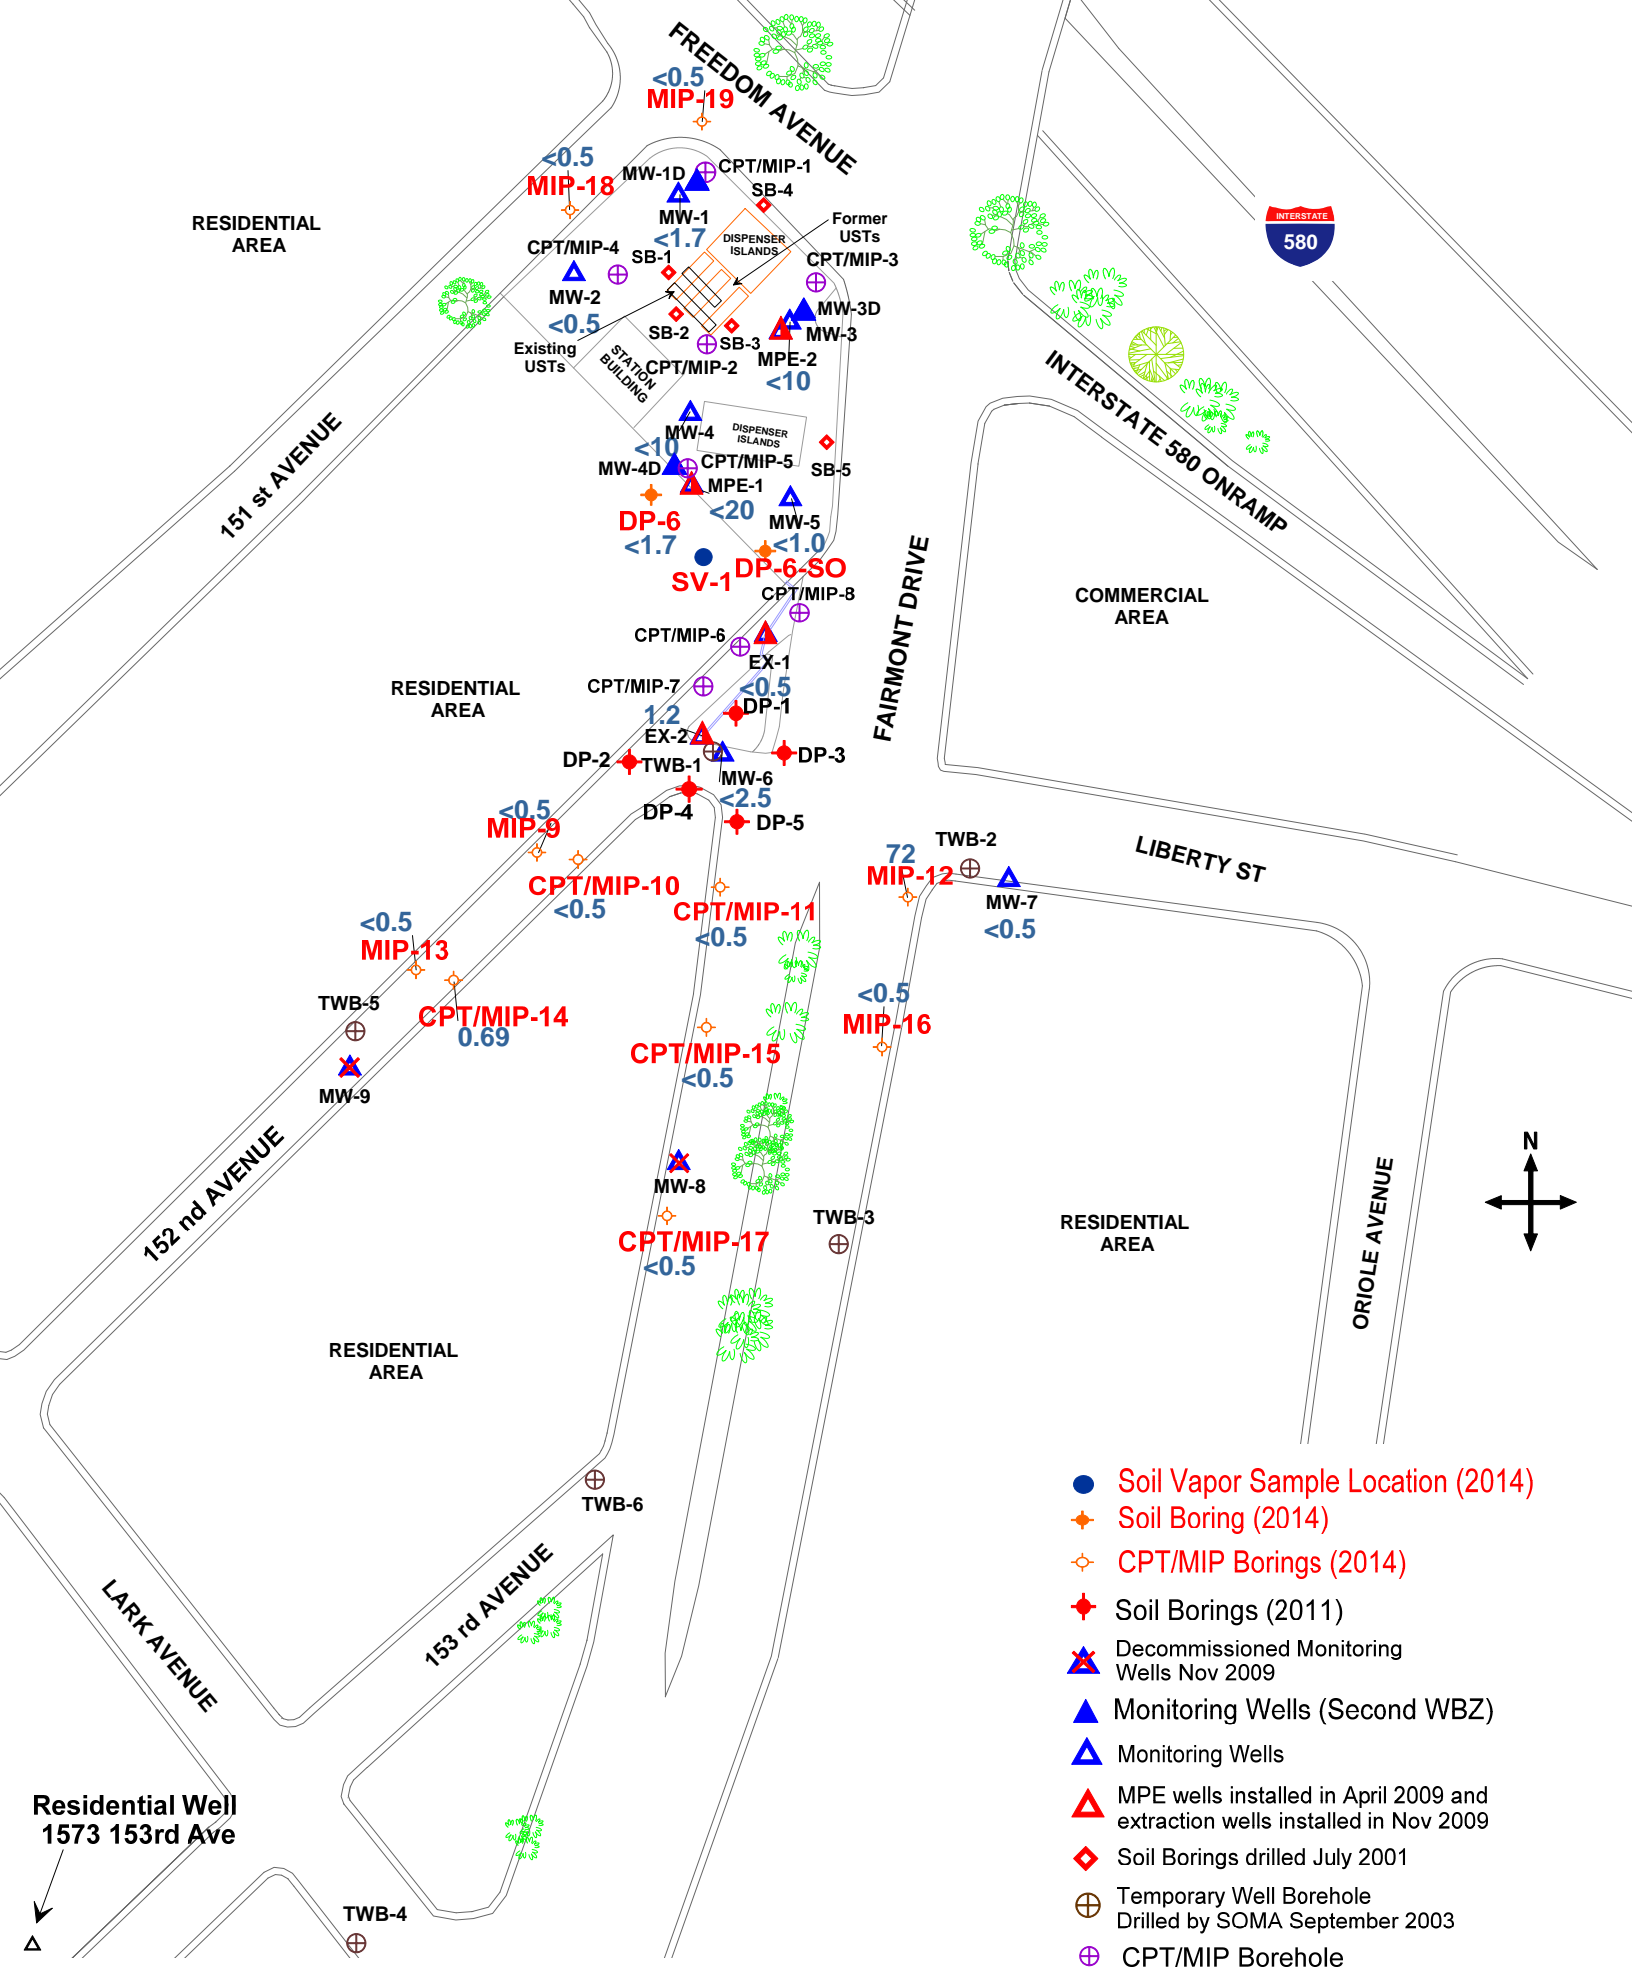 FREEDOM AVENUE
<0.5
MIP-19
<0.5
MIP-18
MW-1D
CPT/MIP-1
SB-4
MW-1
<1.7
Former
USTs
RESIDENTIAL
AREA
INTERSTATE
580
DISPENSER
ISLANDS
CPT/MIP-4
SB-1
CPT/MIP-3
MW-2
<0.5
MW-3D
MW-3
SB-2
SB-3
Existing
USTs
STATION
BUILDING
CPT/MIP-2
MPE-2
<10
INTERSTATE 580 ONRAMP
MW-4
<10
DISPENSER
ISLANDS
MW-4D
CPT/MIP-5
SB-5
MPE-1
<20
151 st AVENUE
DP-6
<1.7
MW-5
<1.0
SV-1
DP-6-SO
CPT/MIP-8
COMMERCIAL
AREA
FAIRMONT DRIVE
CPT/MIP-6
EX-1
<0.5
CPT/MIP-7
RESIDENTIAL
AREA
DP-1
1.2
EX-2
DP-2
TWB-1
DP-3
MW-6
<2.5
DP-4
DP-5
<0.5
MIP-9
CPT/MIP-10
<0.5
72
MIP-12
TWB-2
LIBERTY ST
MW-7
<0.5
CPT/MIP-11
<0.5
<0.5
MIP-13
TWB-5
CPT/MIP-14
0.69
<0.5
MIP-16
CPT/MIP-15
<0.5
MW-9
152 nd AVENUE
MW-8
N
TWB-3
CPT/MIP-17
<0.5
RESIDENTIAL
AREA
ORIOLE AVENUE
RESIDENTIAL
AREA
TWB-6
153 rd AVENUE
LARK AVENUE
Residential Well
1573 153rd Ave
TWB-4
Soil Vapor Sample Location (2014)
Soil Boring (2014)
CPT/MIP Borings (2014)
Soil Borings (2011)
Decommissioned Monitoring
Wells Nov 2009
Monitoring Wells (Second WBZ)
Monitoring Wells
MPE wells installed in April 2009 and
extraction wells installed in Nov 2009
Soil Borings drilled July 2001
Temporary Well Borehole
Drilled by SOMA September 2003
CPT/MIP Borehole